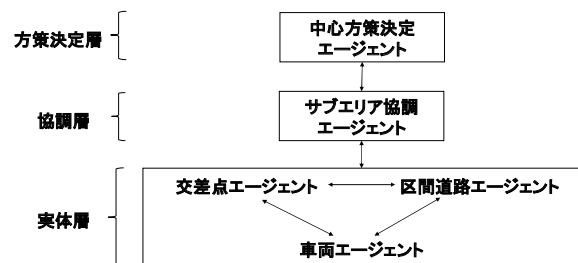 方策決定層
中心方策決定
エージェント
協調層
サブエリア協調
エージェント
実体層
交差点エージェント
区間道路エージェント
車両エージェント